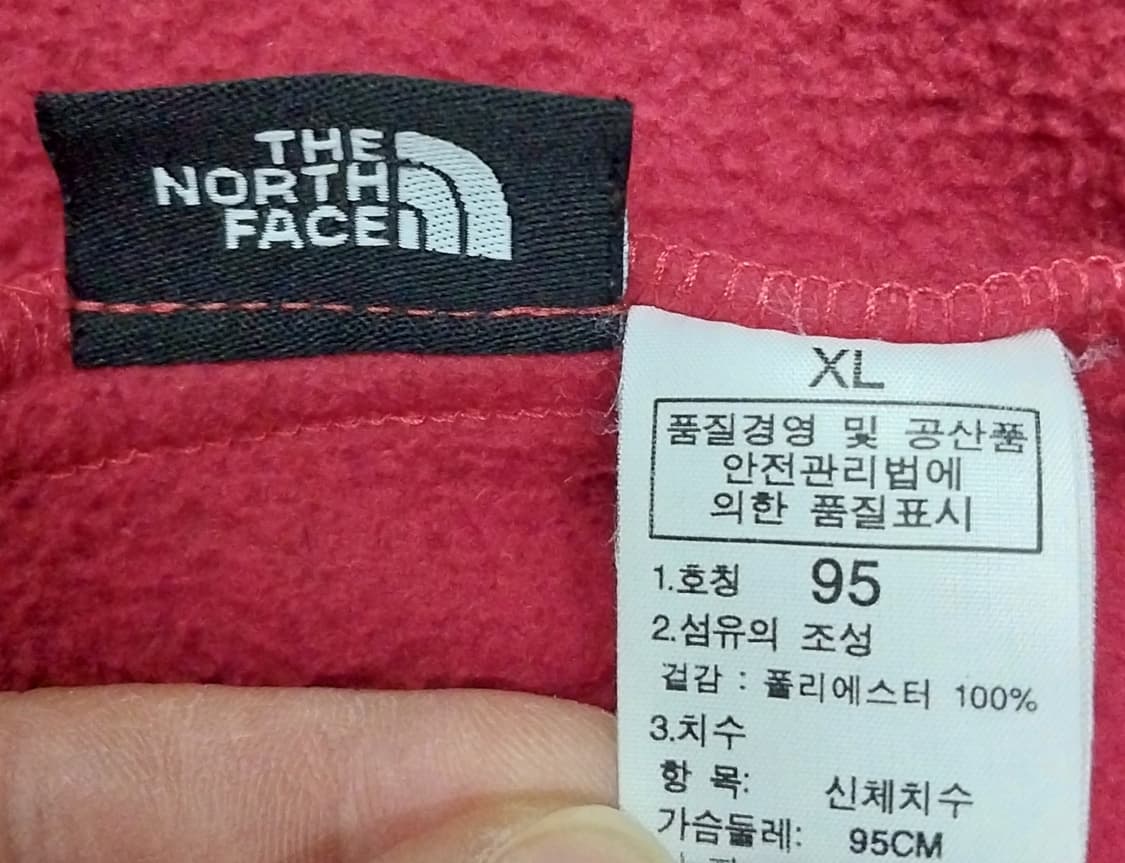 THE
NORTH
FACE
XL
품질경영 및 공산품
안전관리법에
의한 품질표시
1.호칭 95
2.섬유의 조성
겉감 : 폴리에스터 100%
3.치수
항 목: 신체치수
가슴둘레: 95CM